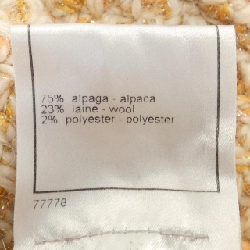 75% alpaga - alpaca
23% laine - wool
2% polyester - polyester
77778